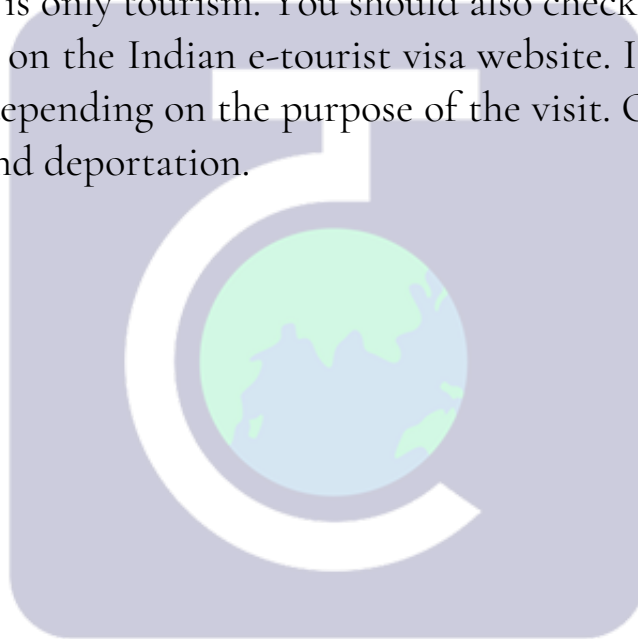 is only tourism. You should also check
on the Indian e-tourist visa website. I
epending on the purpose of the visit. O
nd deportation.